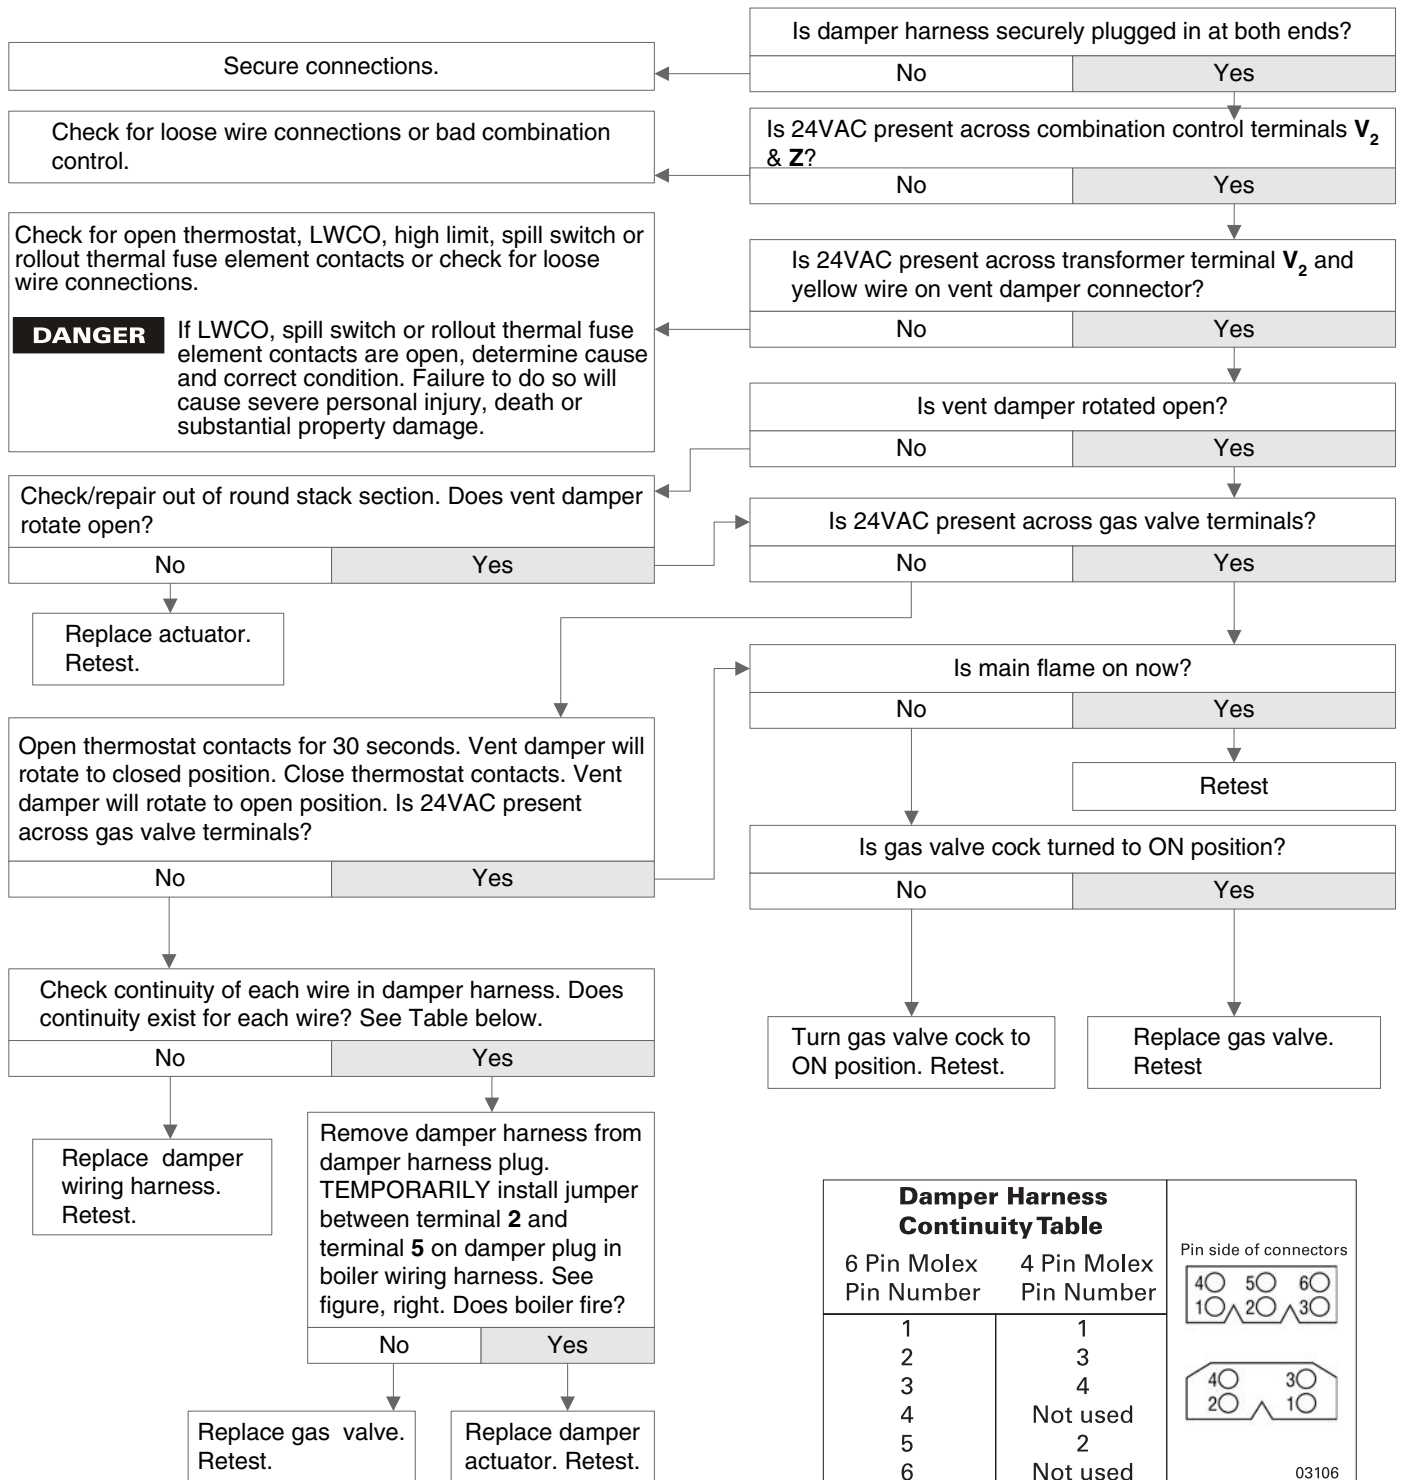 Is damper harness securely plugged in at both ends?
No
Yes
Secure connections.
Is 24VAC present across combination control terminals V2
& Z?
No
Yes
Check for loose wire connections or bad combination
control.
Is 24VAC present across transformer terminal V2 and
yellow wire on vent damper connector?
No
Yes
Check for open thermostat, LWCO, high limit, spill switch or
rollout thermal fuse element contacts or check for loose
wire connections.
DANGER
If LWCO, spill switch or rollout thermal fuse
element contacts are open, determine cause
and correct condition. Failure to do so will
cause severe personal injury, death or
substantial property damage.
Is vent damper rotated open?
No
Yes
Check/repair out of round stack section. Does vent damper
rotate open?
No
Yes
Replace actuator.
Retest.
Is 24VAC present across gas valve terminals?
No
Yes
Is main flame on now?
No
Yes
Retest
Open thermostat contacts for 30 seconds. Vent damper will
rotate to closed position. Close thermostat contacts. Vent
damper will rotate to open position. Is 24VAC present
across gas valve terminals?
No
Yes
Is gas valve cock turned to ON position?
No
Yes
Turn gas valve cock to
ON position. Retest.
Replace gas valve.
Retest
Check continuity of each wire in damper harness. Does
continuity exist for each wire? See Table below.
No
Yes
Replace damper
wiring harness.
Retest.
Remove damper harness from
damper harness plug.
TEMPORARILY install jumper
between terminal 2 and
terminal 5 on damper plug in
boiler wiring harness. See
figure, right. Does boiler fire?
No
Yes
Replace gas valve.
Retest.
Replace damper
actuator. Retest.
Damper Harness
Continuity Table
6 Pin Molex
Pin Number
4 Pin Molex
Pin Number
1 1
2 3
3 4
4 Not used
5 2
6 Not used
Pin side of connectors
4 5 6
1 2 3
4 3
2 1
03106